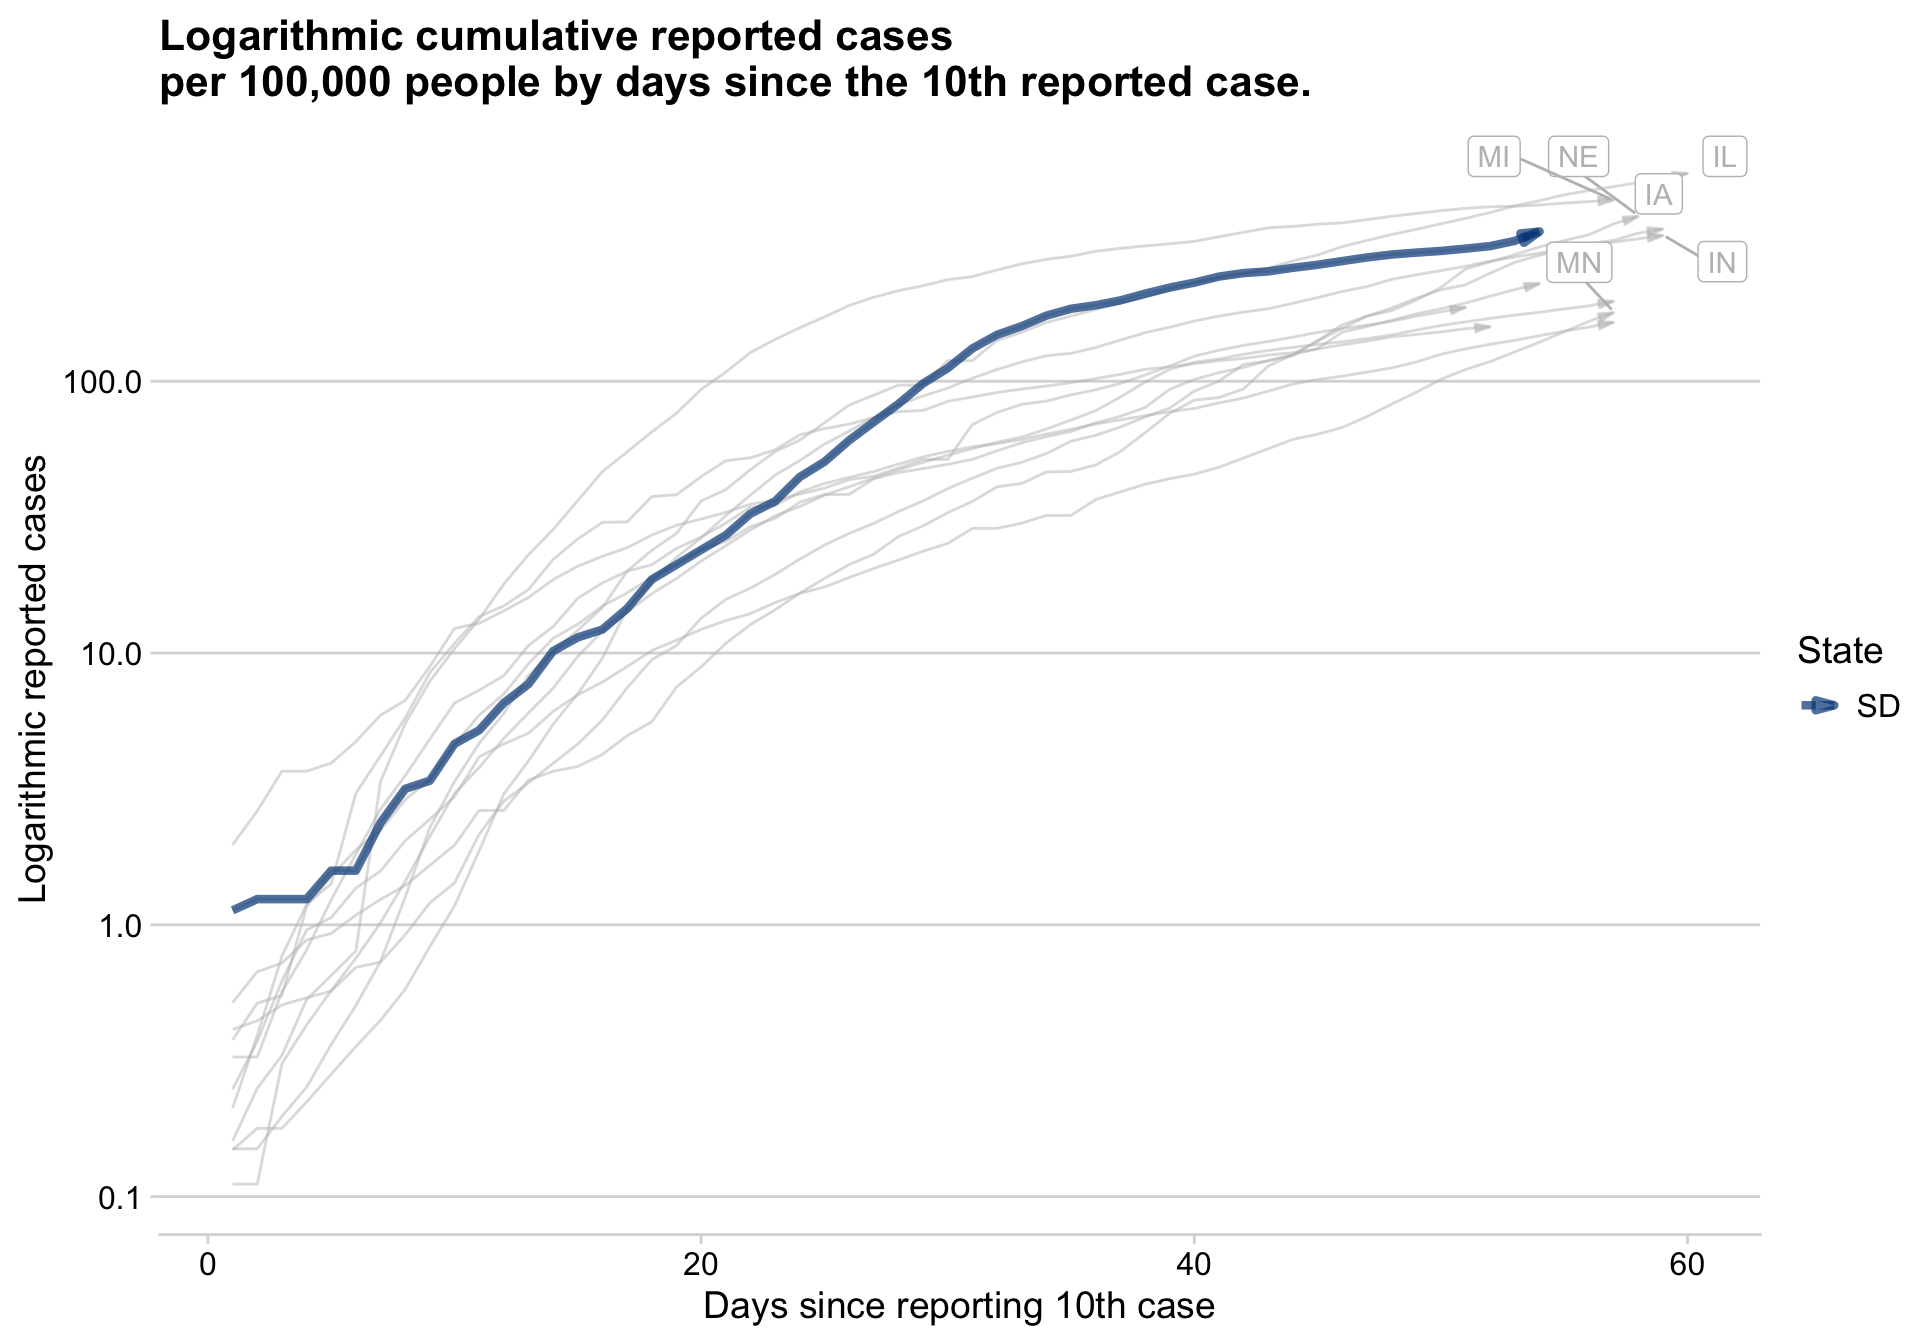 Logarithmic cumulative reported cases
per 100,000 people by days since the 10th reported case.
MI
NE
IL
IA
MN
IN
100.0
10.0
1.0
0.1
Logarithmic reported cases
0
20
40
60
Days since reporting 10th case
State
SD